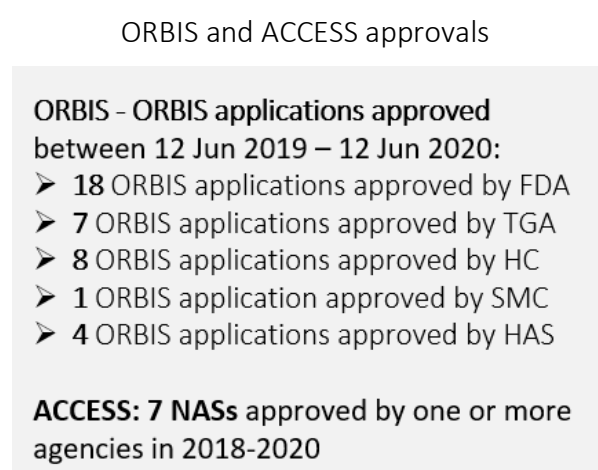 ORBIS and ACCESS approvals
ORBIS - ORBIS applications approved
between 12 Jun 2019 – 12 Jun 2020:
➢ 18 ORBIS applications approved by FDA
➢ 7 ORBIS applications approved by TGA
➢ 8 ORBIS applications approved by HC
➢ 1 ORBIS application approved by SMC
➢ 4 ORBIS applications approved by HAS
ACCESS: 7 NASs approved by one or more
agencies in 2018-2020